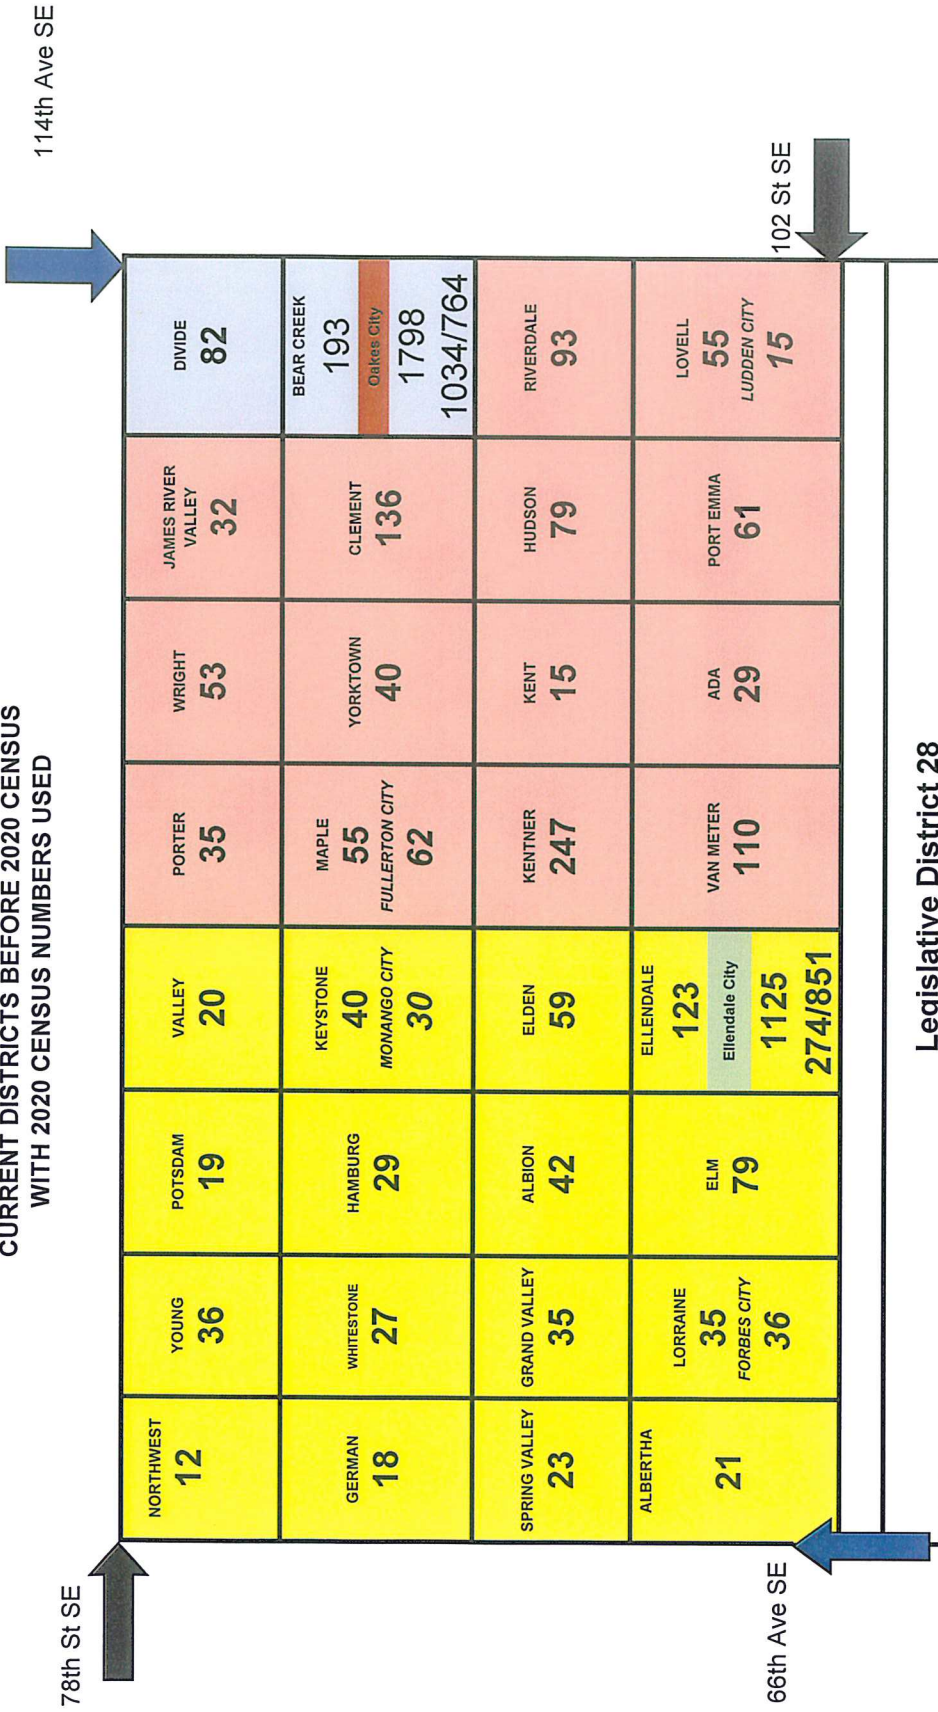 114th Ave SE
CURRENT DISTRICTS BEFORE 2020 CENSUS
WITH 2020 CENSUS NUMBERS USED
78th St SE
NORTHWEST
12
YOUNG
36
POTSDAM
19
VALLEY
20
PORTER
35
WRIGHT
53
JAMES RIVER
VALLEY
32
DIVIDE
82
GERMAN
18
WHITESTONE
27
HAMBURG
29
KEYSTONE
40
MONANGO CITY
30
MAPLE
55
FULLERTON CITY
62
YORKTOWN
40
CLEMENT
136
BEAR CREEK
193
Oakes City
1798
1034/764
SPRING VALLEY
23
GRAND VALLEY
35
ALBION
42
ELDEN
59
KENTNER
247
KENT
15
HUDSON
79
RIVERDALE
93
ALBERTHA
21
LORRAINE
35
FORBES CITY
36
ELM
79
ELLENDALE
123
Ellendale City
1125
274/851
VAN METER
110
ADA
29
PORT EMMA
61
LOVELL
55
LUDDEN CITY
15
66th Ave SE
102 St SE
Legislative District 28